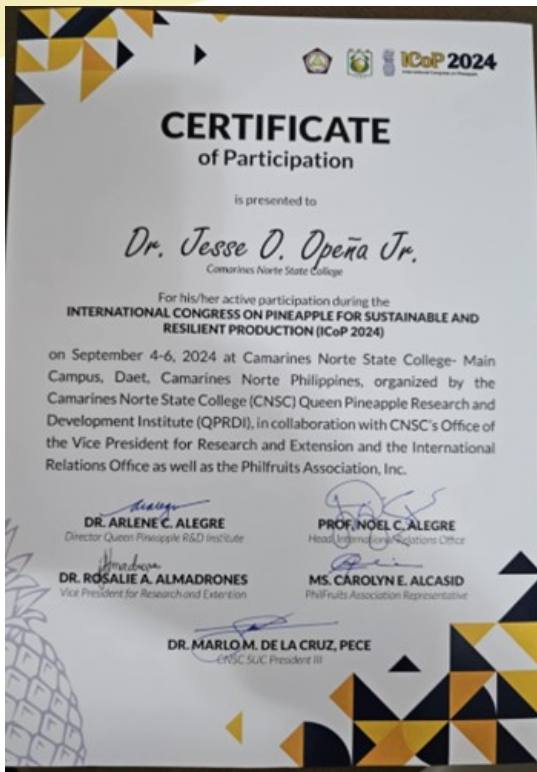 ICoP 2024
International Congress on Pineapple
CERTIFICATE
of Participation
is presented to
Dr. Jesse O. Opeña Jr.
Camarines Norte State College
For his/her active participation during the
INTERNATIONAL CONGRESS ON PINEAPPLE FOR SUSTAINABLE AND
RESILIENT PRODUCTION (ICoP 2024)
on September 4-6, 2024 at Camarines Norte State College- Main
Campus, Daet, Camarines Norte Philippines, organized by the
Camarines Norte State College (CNSC) Queen Pineapple Research and
Development Institute (QPRDI), in collaboration with CNSC's Office of
the Vice President for Research and Extension and the International
Relations Office as well as the Philfruits Association, Inc.
DR. ARLENE C. ALEGRE
Director Queen Pineapple R&D Institute
PROF. NOEL C. ALEGRE
Head, International Relations Office
DR. ROSALIE A. ALMADRONES
Vice President for Research and Extention
MS. CAROLYN E. ALCASID
PhilFruits Association Representative
DR. MARLO M. DE LA CRUZ, PECE
CNSC SUC President III